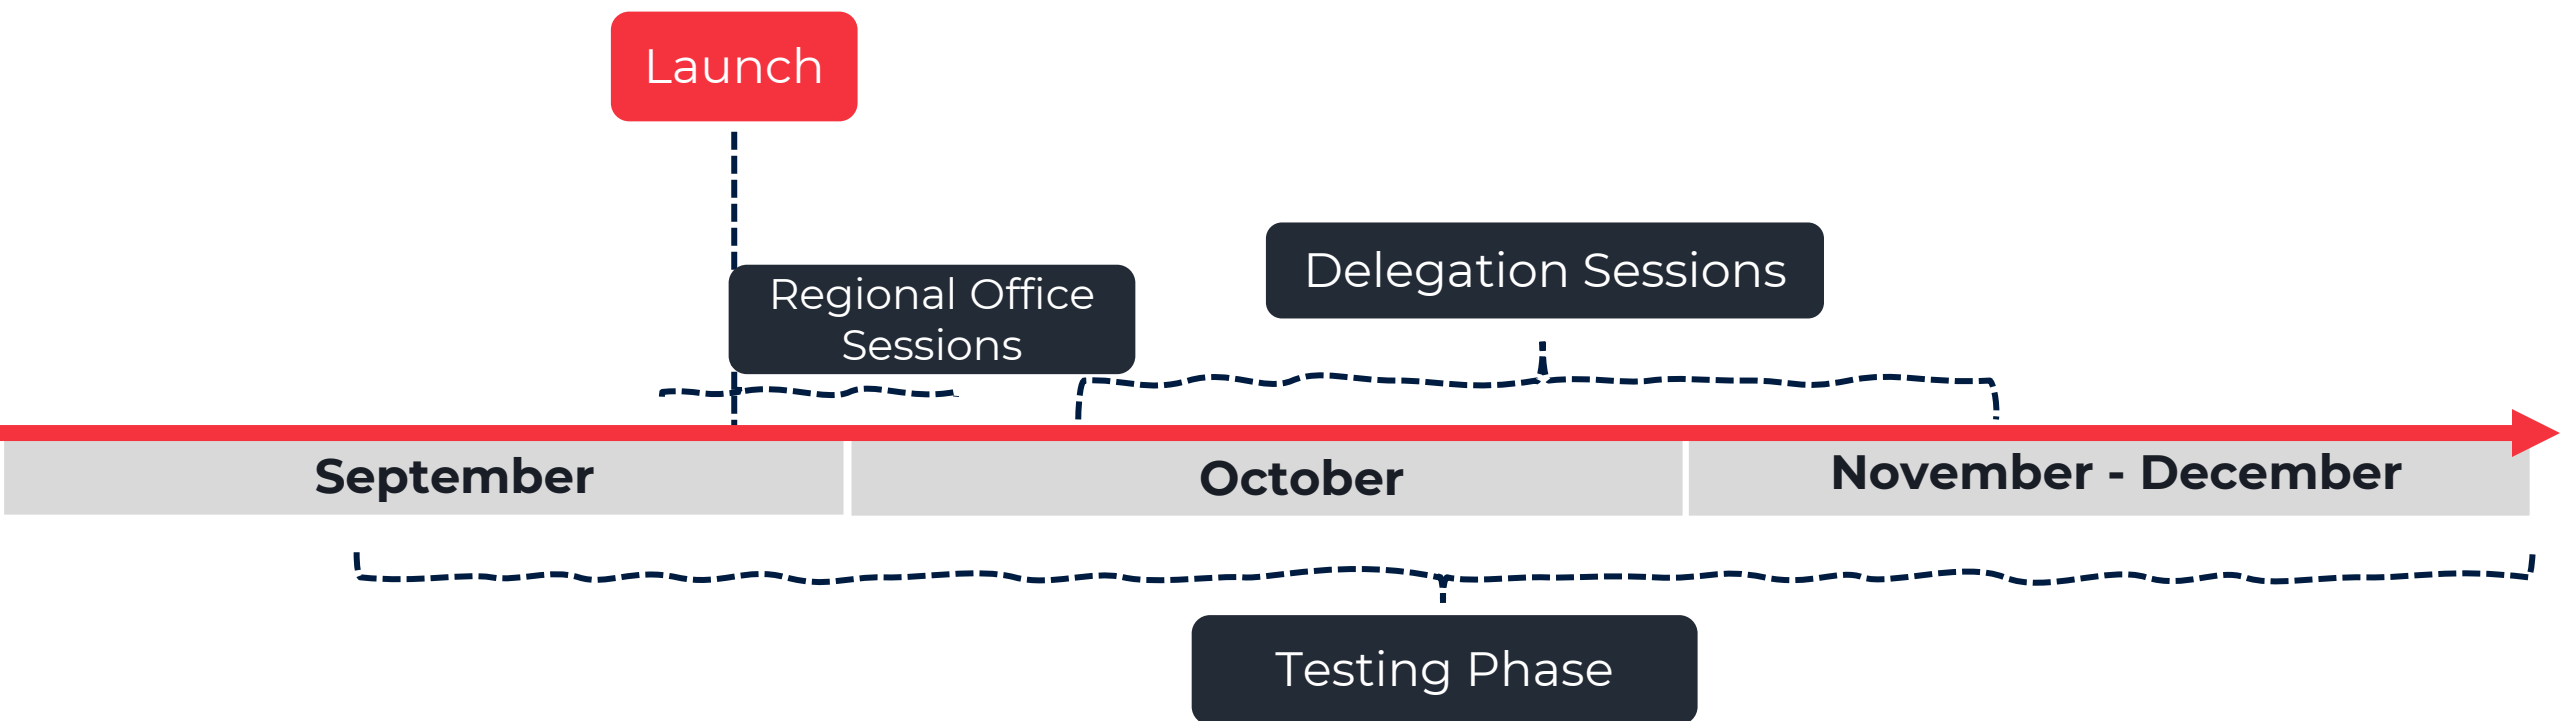 Launch
Regional Office
Sessions
Delegation Sessions
September
October
November - December
Testing Phase